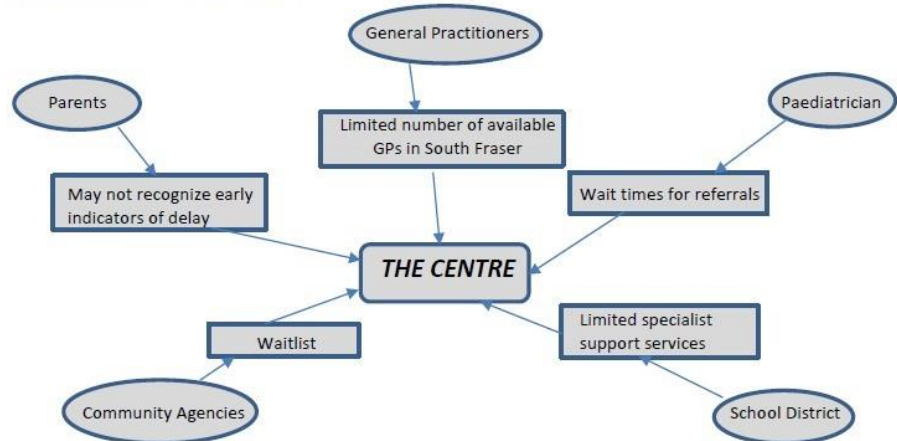 General Practitioners
Parents
Paediatrician
Limited number of available
GPs in South Fraser
May not recognize early
indicators of delay
Wait times for referrals
THE CENTRE
Waitlist
Limited specialist
support services
Community Agencies
School District